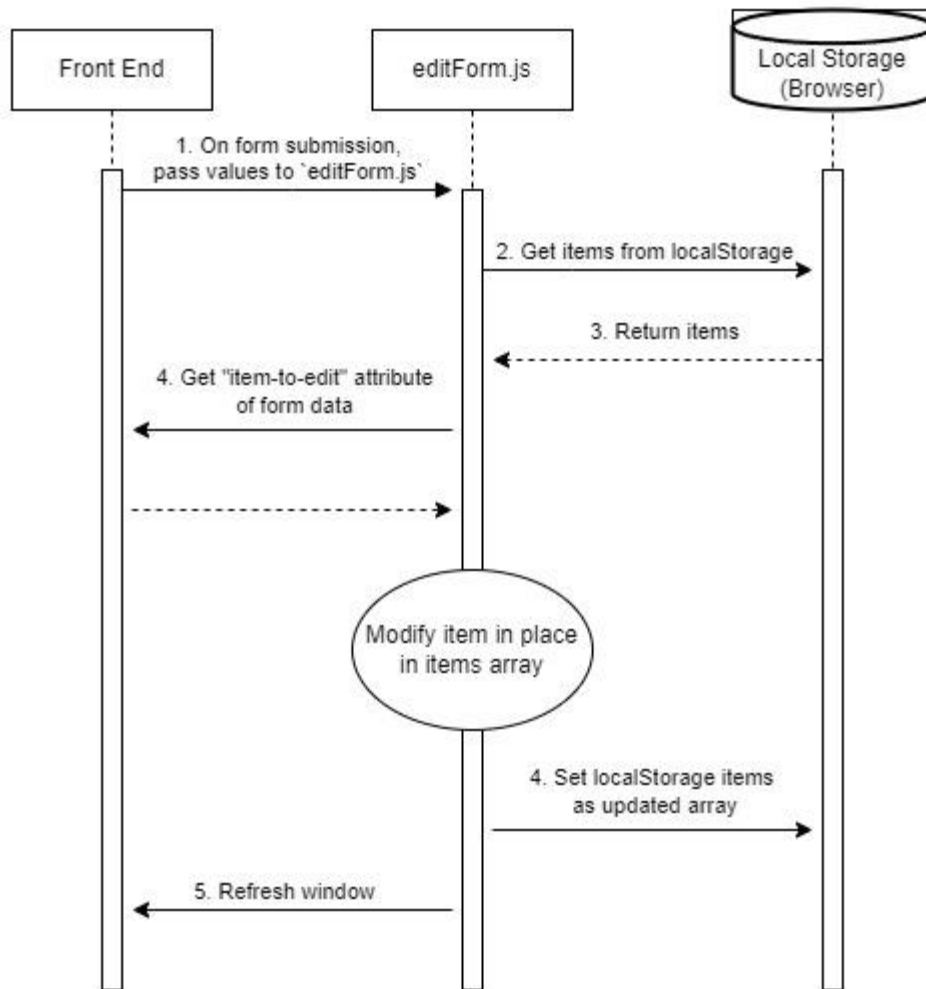 Front End
editForm.js
Local Storage
(Browser)
1. On form submission,
pass values to `editForm.js`
2. Get items from localStorage
3. Return items
4. Get "item-to-edit" attribute
of form data
Modify item in place
in items array
4. Set localStorage items
as updated array
5. Refresh window